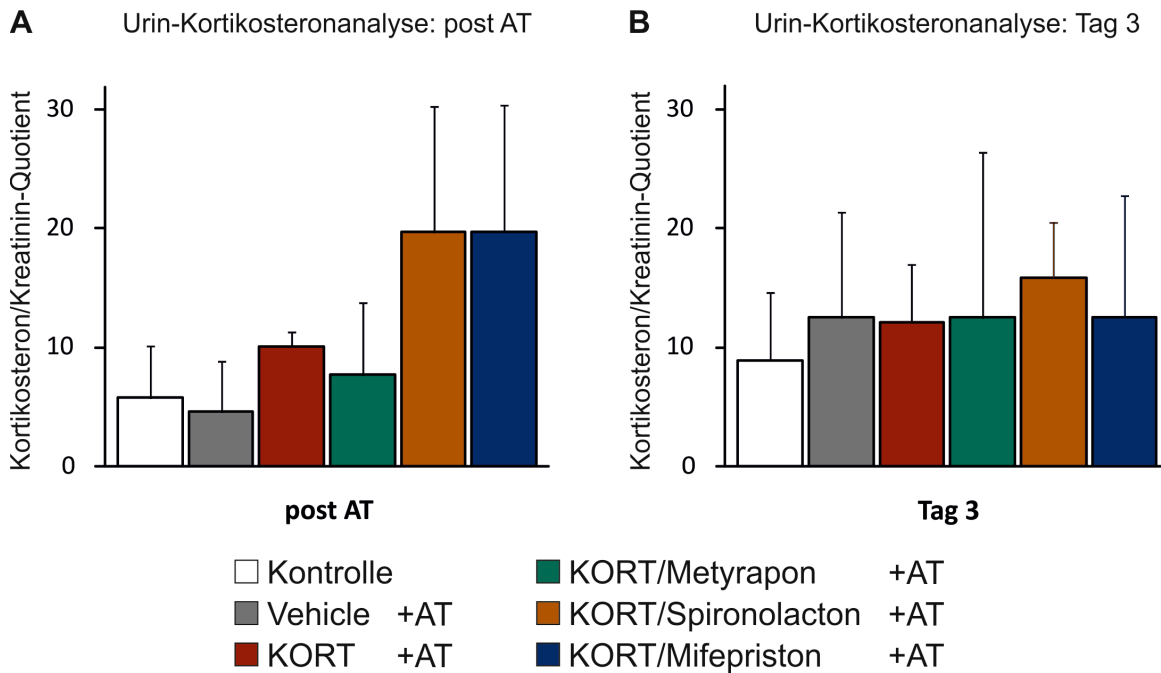 A Urin-Kortikosteronanalyse: post AT
Kortikosteron/Kreatinin-Quotient
30
20
10
0
post AT
B Urin-Kortikosteronanalyse: Tag 3
Kortikosteron/Kreatinin-Quotient
30
20
10
0
Tag 3
Kontrolle
Vehicle +AT
KORT +AT
KORT/Metyrapon +AT
KORT/Spironolacton +AT
KORT/Mifepriston +AT